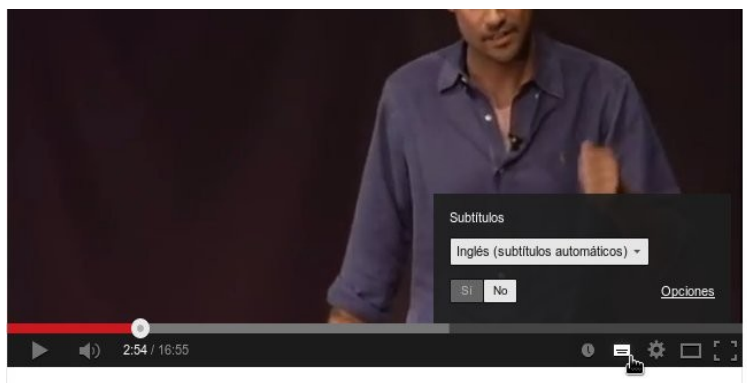 Subtítulos
Inglés (subtítulos automáticos)
Sí No Opciones
2:54 / 16:55